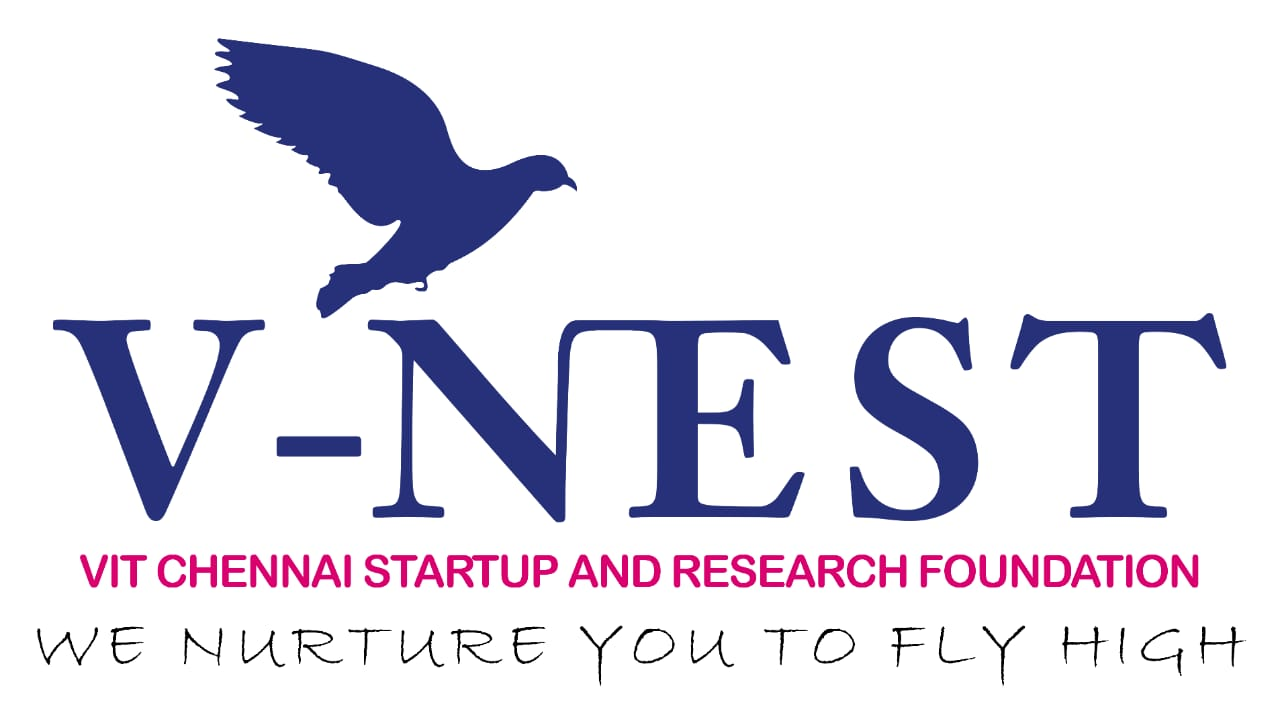 V-NEST
VIT CHENNAI STARTUP AND RESEARCH FOUNDATION
WE NURTURE YOU TO FLY HIGH